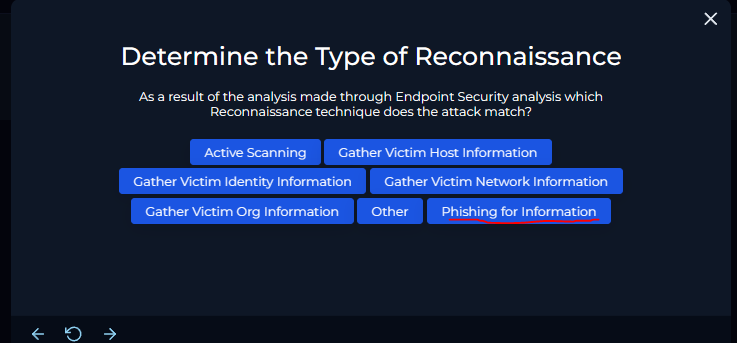 Determine the Type of Reconnaissance
As a result of the analysis made through Endpoint Security analysis which
Reconnaissance technique does the attack match?
Active Scanning Gather Victim Host Information
Gather Victim Identity Information Gather Victim Network Information
Gather Victim Org Information Other Phishing for Information